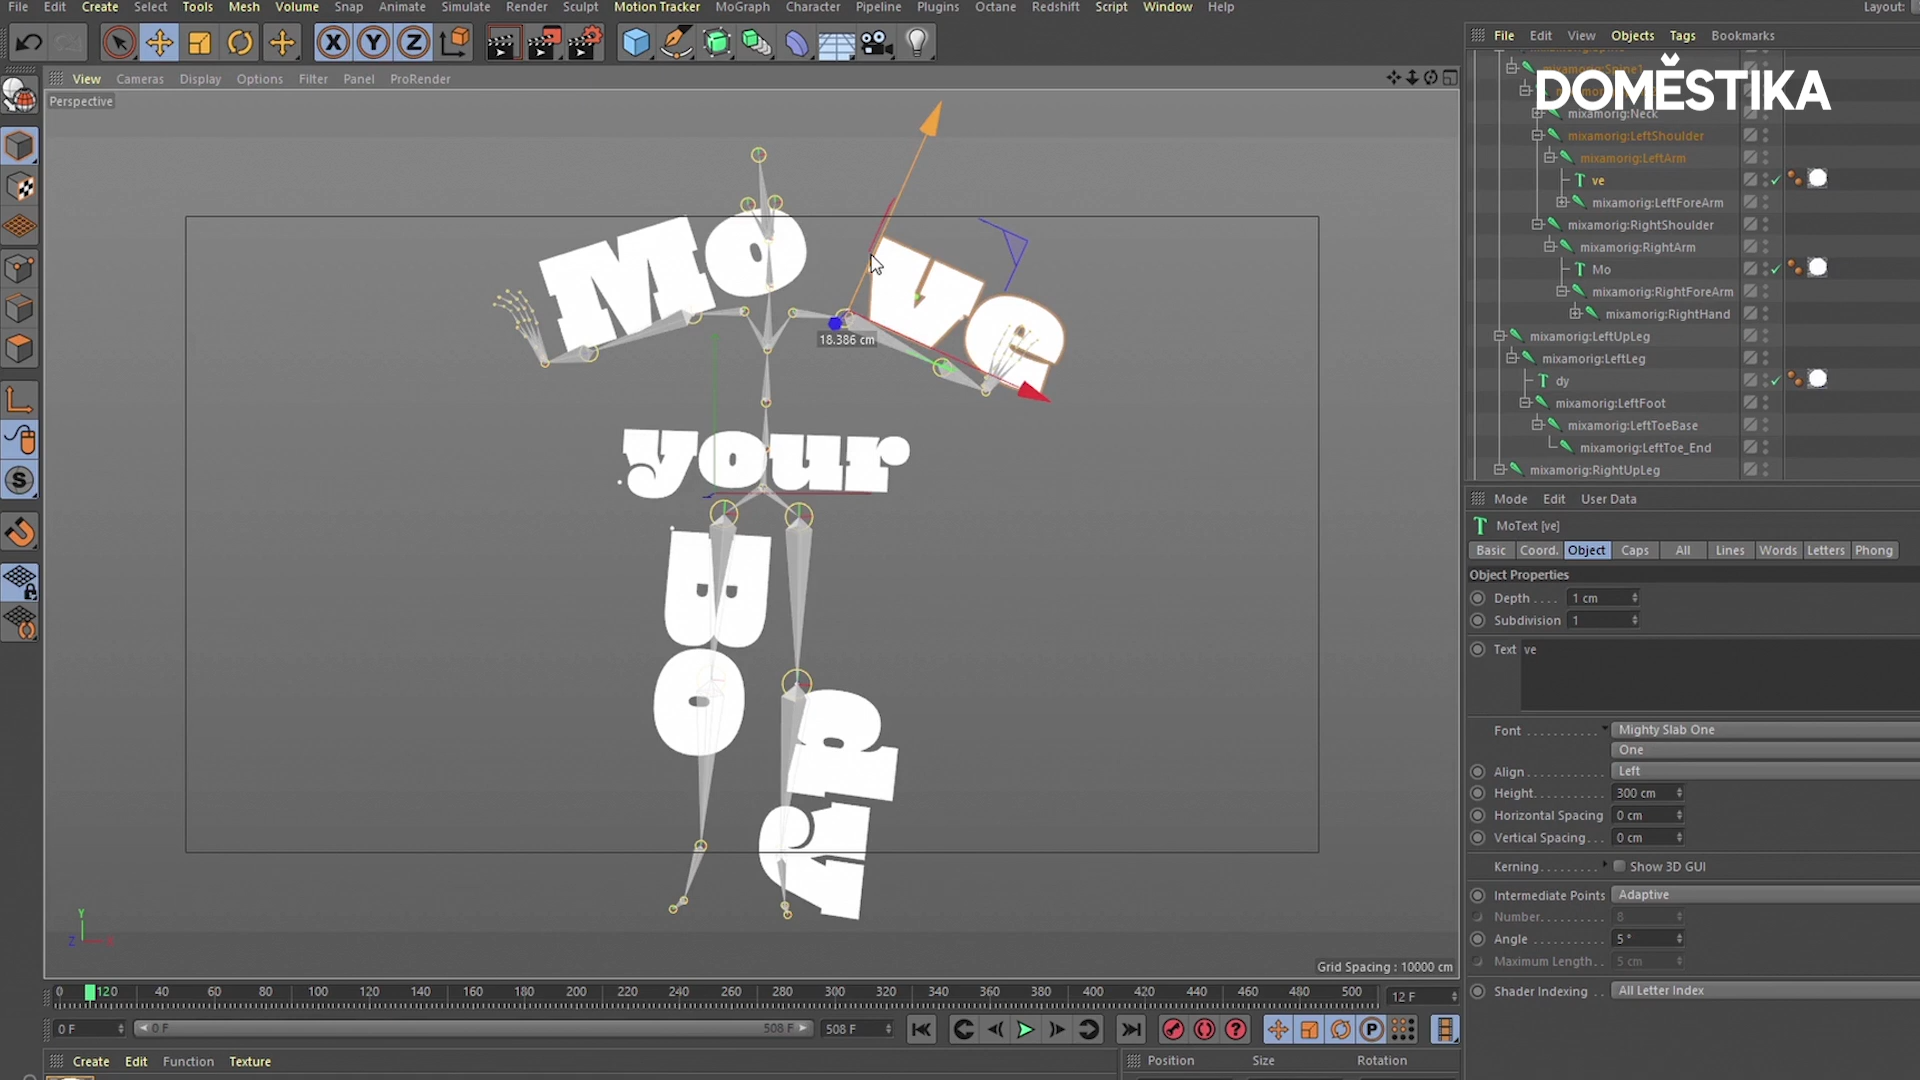 File Edit Create Select Tools Mesh Volume Snap Animate Simulate Render Sculpt Motion Tracker MoGraph Character Pipeline Plugins Octane Redshift Script Window Help Layout:
X Y Z
File Edit View Objects Tags Bookmarks
View Cameras Display Options Filter Panel ProRender
Perspective
DOMĚSTIKA
mixamorig:Spine1
mixamorig:Neck
mixamorig:LeftShoulder
mixamorig:LeftArm
ve
mixamorig:LeftForeArm
mixamorig:RightShoulder
mixamorig:RightArm
Mo
mixamorig:RightForeArm
mixamorig:RightHand
mixamorig:LeftUpLeg
mixamorig:LeftLeg
dy
mixamorig:LeftFoot
mixamorig:LeftToeBase
mixamorig:LeftToe_End
mixamorig:RightUpLeg
Mo ve
18.386 cm
your
Bo
dy
Y
Z X
S
Grid Spacing : 10000 cm
Mode Edit User Data
MoText [ve]
Basic Coord. Object Caps All Lines Words Letters Phong
Object Properties
Depth .... 1 cm
Subdivision 1
Text ve
Font .......... Mighty Slab One
One
Align .......... Left
Height .......... 300 cm
Horizontal Spacing 0 cm
Vertical Spacing .. 0 cm
Kerning ........ Show 3D GUI
Intermediate Points Adaptive
Number ......... 8
Angle .......... 5 °
Maximum Length .. 5 cm
Shader Indexing .. All Letter Index
0 120 40 60 80 100 120 140 160 180 200 220 240 260 280 300 320 340 360 380 400 420 440 460 480 500 12 F
0 F 0 F 508 F 508 F
P
Create Edit Function Texture
Position Size Rotation